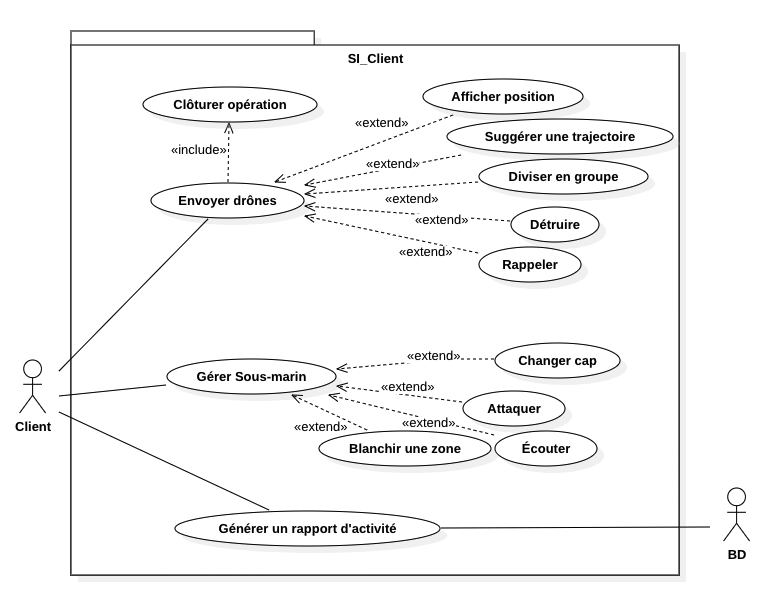 SI_Client
Clôturer opération
Afficher position
«extend»
Suggérer une trajectoire
«include»
«extend»
Diviser en groupe
Envoyer drônes
«extend»
«extend»
Détruire
«extend»
Rappeler
«extend»
Changer cap
Gérer Sous-marin
«extend»
Attaquer
Client
«extend»
«extend»
Blanchir une zone
Écouter
Générer un rapport d'activité
BD